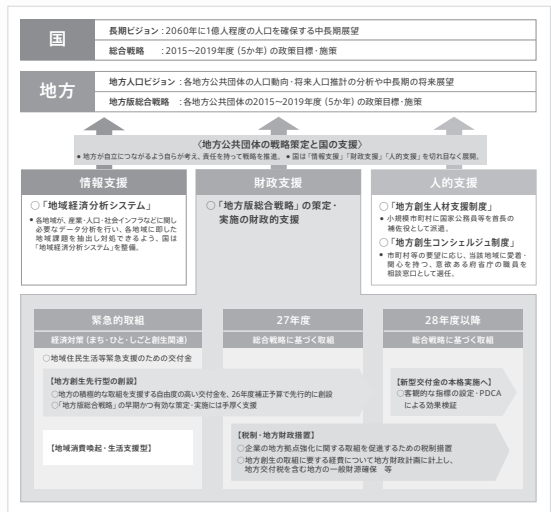 国
長期ビジョン：2060年に1億人程度の人口を確保する中長期展望
総合戦略：2015～2019年度（5か年）の政策目標・施策
地方
地方人口ビジョン：各地方公共団体の人口動向・将来人口推計の分析や中長期の将来展望
地方版総合戦略：各地方公共団体の2015～2019年度（5か年）の政策目標・施策
〈地方公共団体の戦略策定と国の支援〉
● 地方が自立につながるよう自らが考え、責任を持って戦略を推進。 ● 国は「情報支援」「財政支援」「人的支援」を切れ目なく展開。
情報支援
○「地域経済分析システム」
● 各地域が、産業・人口・社会インフラなどに関し
必要なデータ分析を行い、各地域に即した
地域課題を抽出し対処できるよう、国は
「地域経済分析システム」を整備。
財政支援
○「地方版総合戦略」の策定・
実施の財政的支援
人的支援
○「地方創生人材支援制度」
● 小規模市町村に国家公務員等を首長の
補佐役として派遣。
○「地方創生コンシェルジュ制度」
● 市町村等の要望に応じ、当該地域に愛着・
関心を持つ、意欲ある府省庁の職員を
相談窓口として選任。
緊急的取組
経済対策（まち・ひと・しごと創生関連）
○地域住民生活等緊急支援のための交付金
27年度
総合戦略に基づく取組
28年度以降
総合戦略に基づく取組
【地方創生先行型の創設】
○地方の積極的な取組を支援する自由度の高い交付金を、26年度補正予算で先行的に創設
○「地方版総合戦略」の早期かつ有効な策定・実施には手厚く支援
【新型交付金の本格実施へ】
○客観的な指標の設定・PDCA
による効果検証
【地域消費喚起・生活支援型】
【税制・地方財政措置】
○企業の地方拠点強化に関する取組を促進するための税制措置
○地方創生の取組に要する経費について地方財政計画に計上し、
地方交付税を含む地方の一般財源確保　等